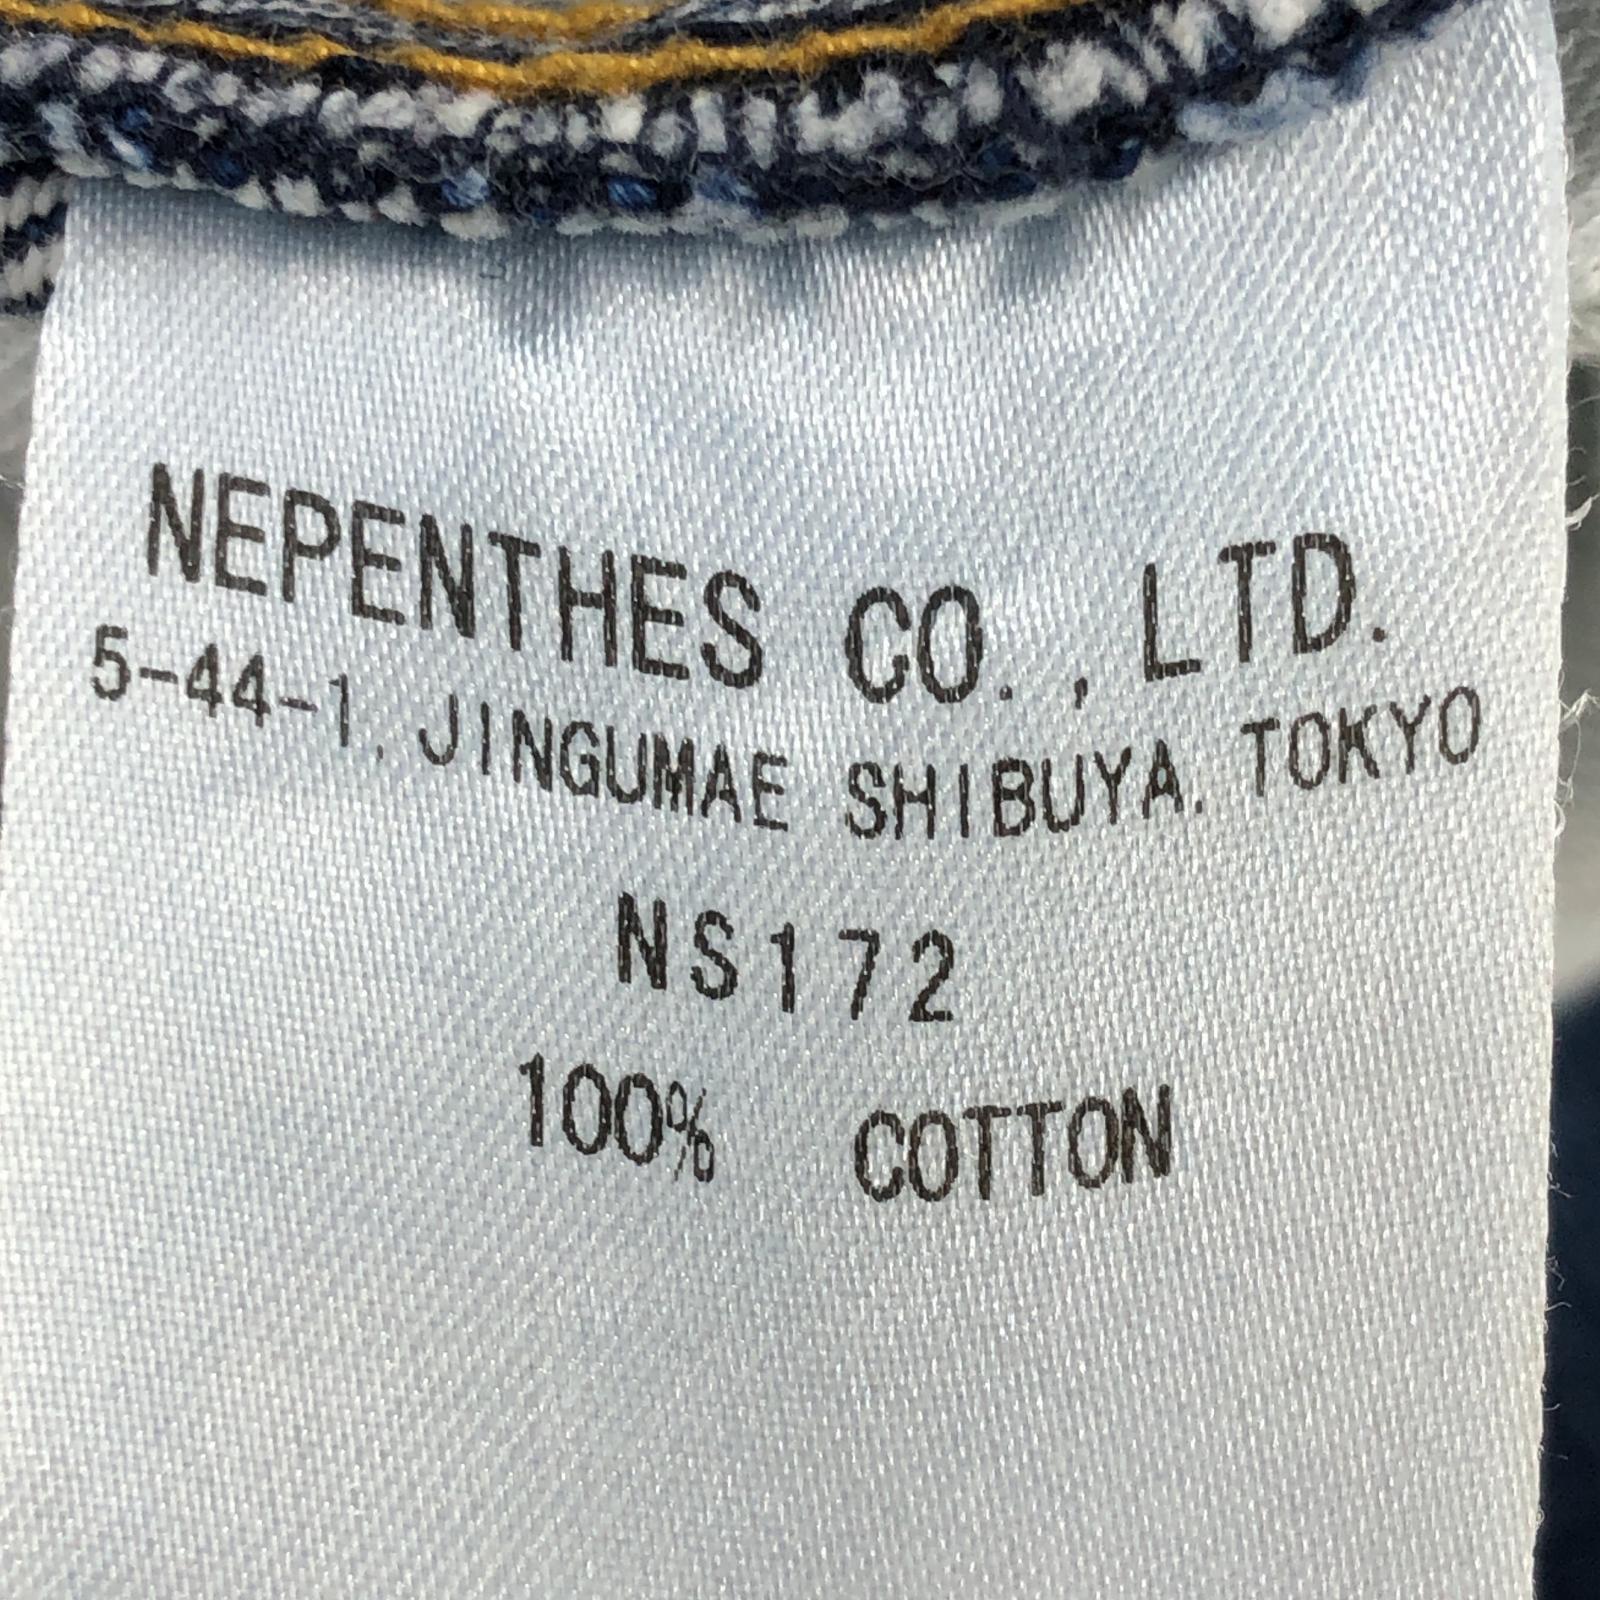 NEPENTHES CO., LTD.
5-44-1, JINGUMAE SHIBUYA, TOKYO
NS172
100% COTTON